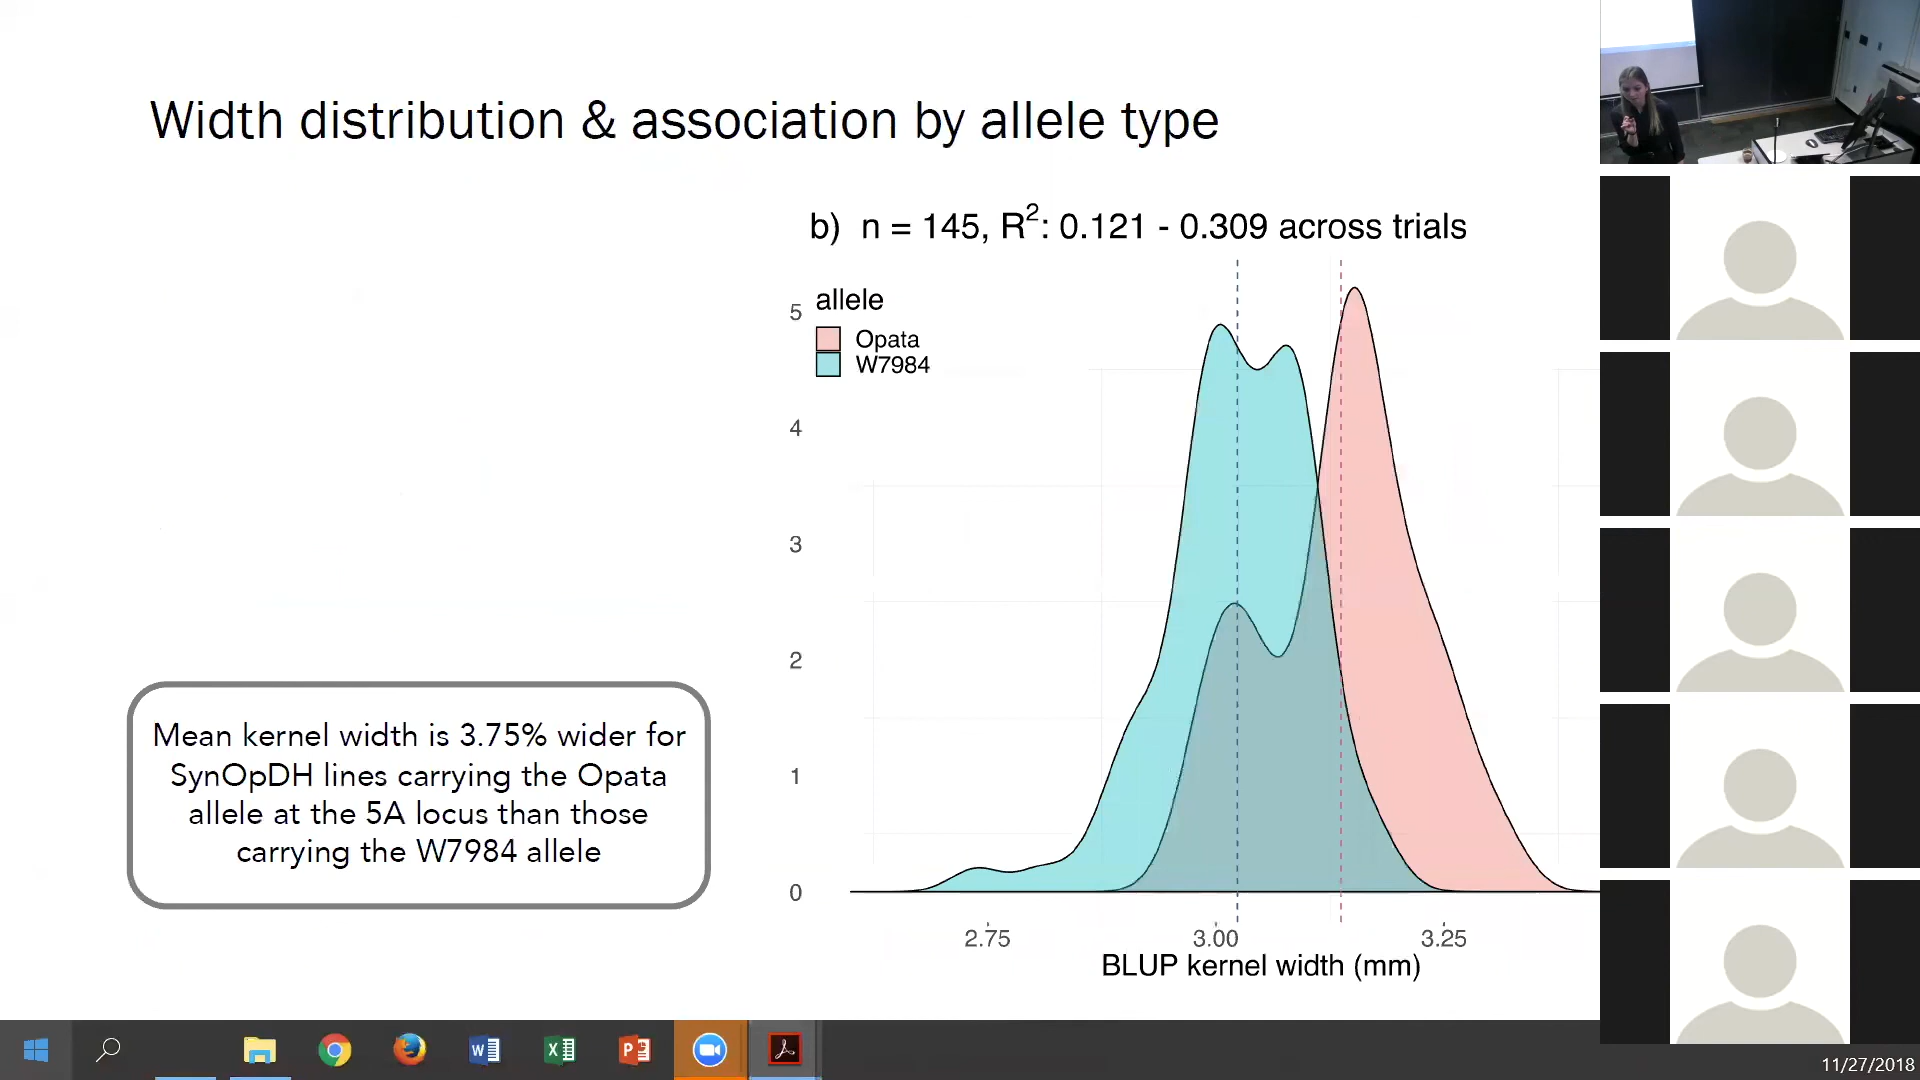 Width distribution & association by allele type
b) n = 145, R²: 0.121 - 0.309 across trials
allele
Opata
W7984
5
4
3
2
1
0
Mean kernel width is 3.75% wider for
SynOpDH lines carrying the Opata
allele at the 5A locus than those
carrying the W7984 allele
2.75 3.00 3.25
BLUP kernel width (mm)
11/27/2018